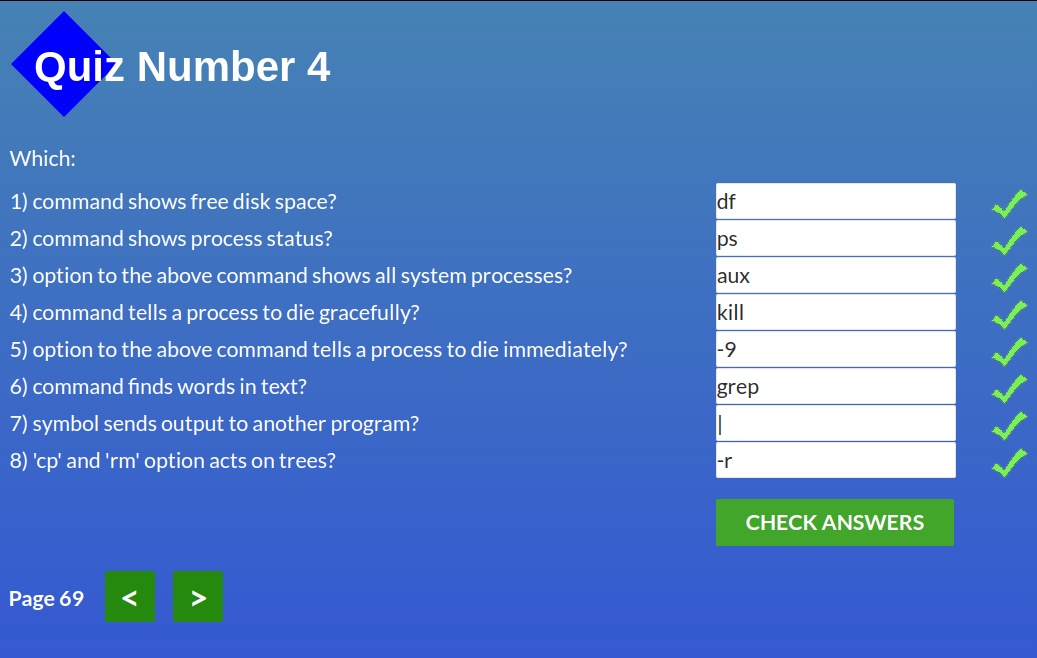 Quiz Number 4
Which:
1) command shows free disk space? df
2) command shows process status? ps
3) option to the above command shows all system processes? aux
4) command tells a process to die gracefully? kill
5) option to the above command tells a process to die immediately? -9
6) command finds words in text? grep
7) symbol sends output to another program? |
8) 'cp' and 'rm' option acts on trees? -r
CHECK ANSWERS
Page 69 < >